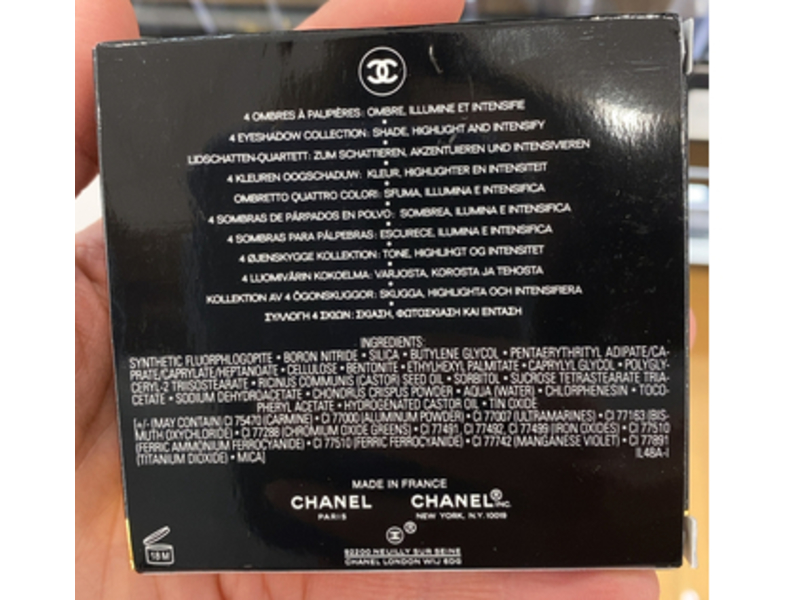 4 OMBRES À PAUPIÈRES: OMBRE, ILLUMINE ET INTENSIFIE
4 EYESHADOW COLLECTION: SHADE, HIGHLIGHT AND INTENSIFY
LIDSCHATTEN-QUARTETT: ZUM SCHATTIEREN, AKZENTUIEREN UND INTENSIVIEREN
4 KLEUREN OOGSCHADUW: KLEUR, HIGHLIGHTER EN INTENSITEIT
OMBRETTO QUATTRO COLORI: SFUMA, ILLUMINA E INTENSIFICA
4 SOMBRAS DE PÁRPADOS EN POLVO: SOMBREA, ILUMINA E INTENSIFICA
4 SOMBRAS PARA PÁLPEBRAS: ESCURECE, ILUMINA E INTENSIFICA
4 ØJENSKYGGE KOLLEKTION: TONE, HIGHLIHGT OG INTENSITET
4 LUOMIVÄRIN KOKOELMA: VARJOSTA, KOROSTA JA TEHOSTA
KOLLEKTION AV 4 ÖGONSKUGGOR: SKUGGA, HIGHLIGHTA OCH INTENSIFIERA
ΣΥΛΛΟΓΗ 4 ΣΚΙΩΝ: ΣΚΙΑΣΗ, ΦΩΤΟΣΚΙΑΣΗ ΚΑΙ ΕΝΤΑΣΗ
INGREDIENTS:
SYNTHETIC FLUORPHLOGOPITE • BORON NITRIDE • SILICA • BUTYLENE GLYCOL • PENTAERYTHRITYL ADIPATE/CA-
PRATE/CAPRYLATE/HEPTANOATE • CELLULOSE • BENTONITE • ETHYLHEXYL PALMITATE • CAPRYLYL GLYCOL • POLYGLY-
CERYL-2 TRIISOSTEARATE • RICINUS COMMUNIS (CASTOR) SEED OIL • SORBITOL • SUCROSE TETRASTEARATE TRIA-
CETATE • SODIUM DEHYDROACETATE • CHONDRUS CRISPUS POWDER • AQUA (WATER) • CHLORPHENESIN • TOCO-
PHERYL ACETATE • HYDROGENATED CASTOR OIL • TIN OXIDE
[+/- (MAY CONTAIN) CI 75470 (CARMINE) • CI 77000 (ALUMINUM POWDER) • CI 77007 (ULTRAMARINES) • CI 77163 (BIS-
MUTH OXYCHLORIDE) • CI 77288 (CHROMIUM OXIDE GREENS) • CI 77491, CI 77492, CI 77499 (IRON OXIDES) • CI 77510
(FERRIC AMMONIUM FERROCYANIDE) • CI 77510 (FERRIC FERROCYANIDE) • CI 77742 (MANGANESE VIOLET) • CI 77891
(TITANIUM DIOXIDE) • MICA] IL48A-I
MADE IN FRANCE
CHANEL CHANEL® INC.
PARIS NEW YORK, N.Y. 10019
®
92200 NEUILLY SUR SEINE
CHANEL LONDON W1J 6DG
18 M